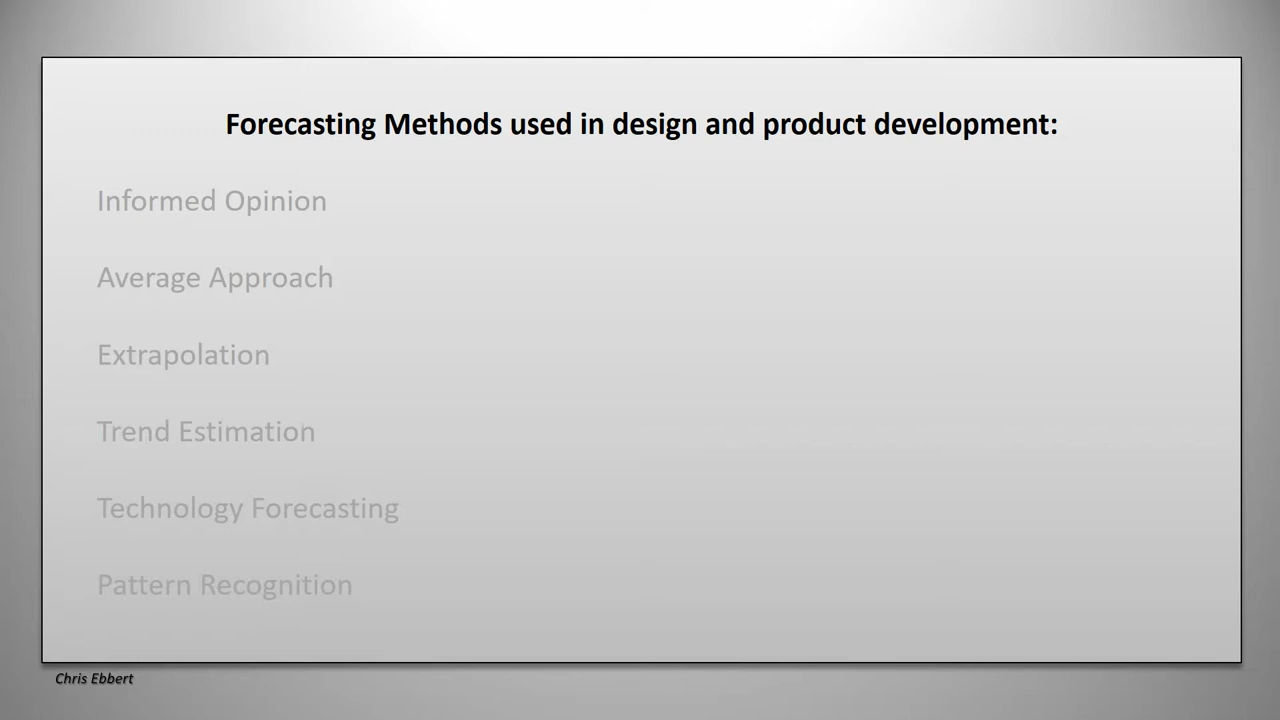 Forecasting Methods used in design and product development:
Informed Opinion
Average Approach
Extrapolation
Trend Estimation
Technology Forecasting
Pattern Recognition
Chris Ebbert